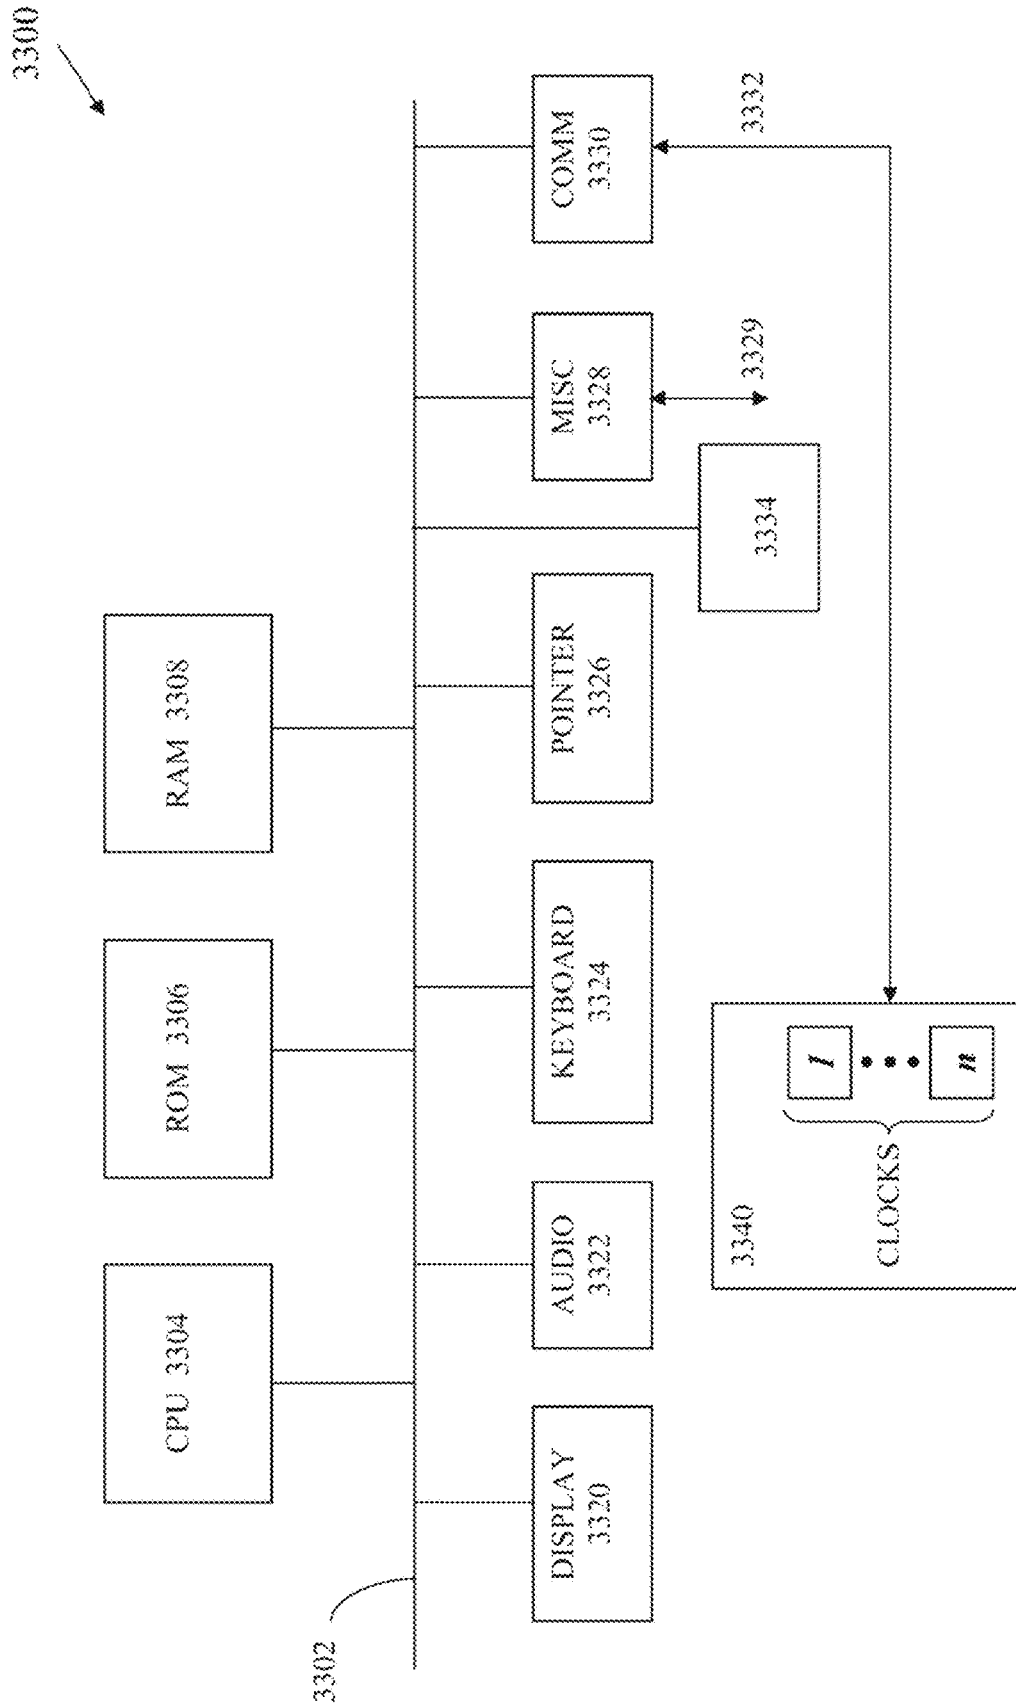 3300
CPU 3304
ROM 3306
RAM 3308
3302
DISPLAY
3320
AUDIO
3322
KEYBOARD
3324
POINTER
3326
MISC
3328
COMM
3330
3334
3329
3332
3340
CLOCKS
1
n